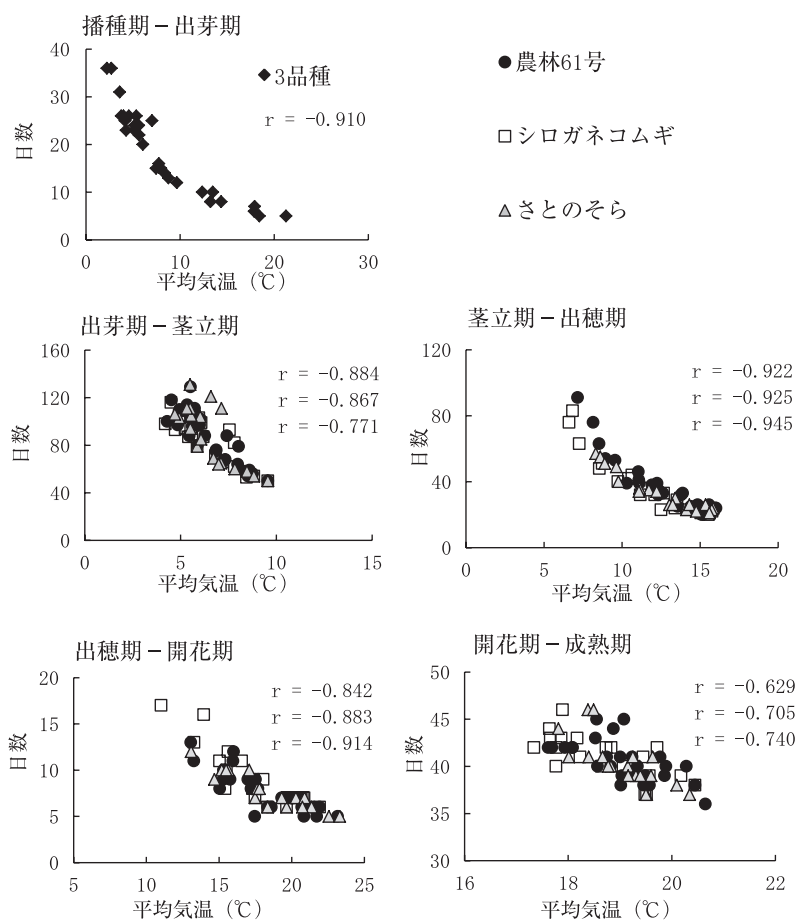 播種期－出芽期
40
30
20
10
0
日数
0
10
20
30
平均気温（℃）
3品種
r = -0.910
農林61号
シロガネコムギ
さとのそら
出芽期－茎立期
160
120
80
40
0
日数
0
5
10
15
平均気温（℃）
r = -0.884
r = -0.867
r = -0.771
茎立期－出穂期
120
80
40
0
日数
0
5
10
15
20
平均気温（℃）
r = -0.922
r = -0.925
r = -0.945
出穂期－開花期
20
15
10
5
0
日数
5
10
15
20
25
平均気温（℃）
r = -0.842
r = -0.883
r = -0.914
開花期－成熟期
50
45
40
35
30
日数
16
18
20
22
平均気温（℃）
r = -0.629
r = -0.705
r = -0.740